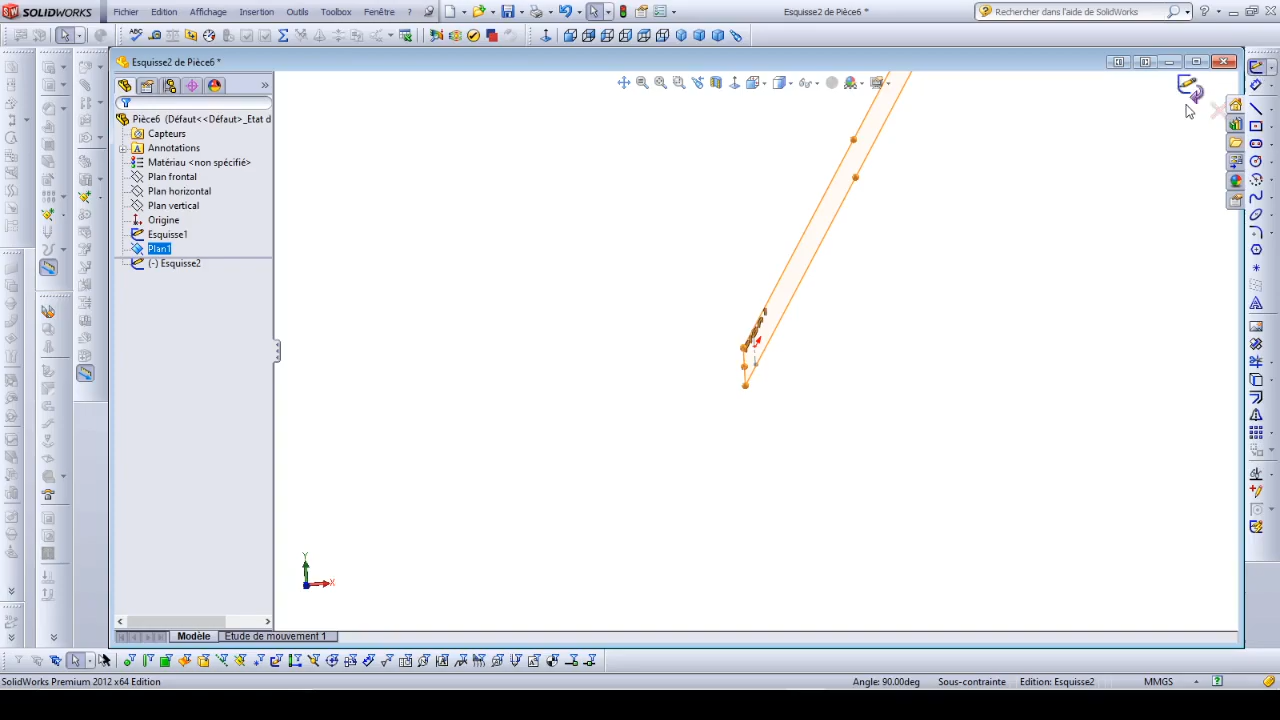 SOLIDWORKS Fichier Edition Affichage Insertion Outils Toolbox Fenêtre ? Esquisse2 de Pièce6 * Rechercher dans l'aide de SolidWorks
Esquisse2 de Pièce6 *
Pièce6 (Défaut<<Défaut>_Etat d
Capteurs
Annotations
Matériau <non spécifié>
Plan frontal
Plan horizontal
Plan vertical
Origine
Esquisse1
Plan1
(-) Esquisse2
Y
X
Modèle Etude de mouvement 1
SolidWorks Premium 2012 x64 Edition Angle: 90.00deg Sous-contrainte Edition: Esquisse2 MMGS